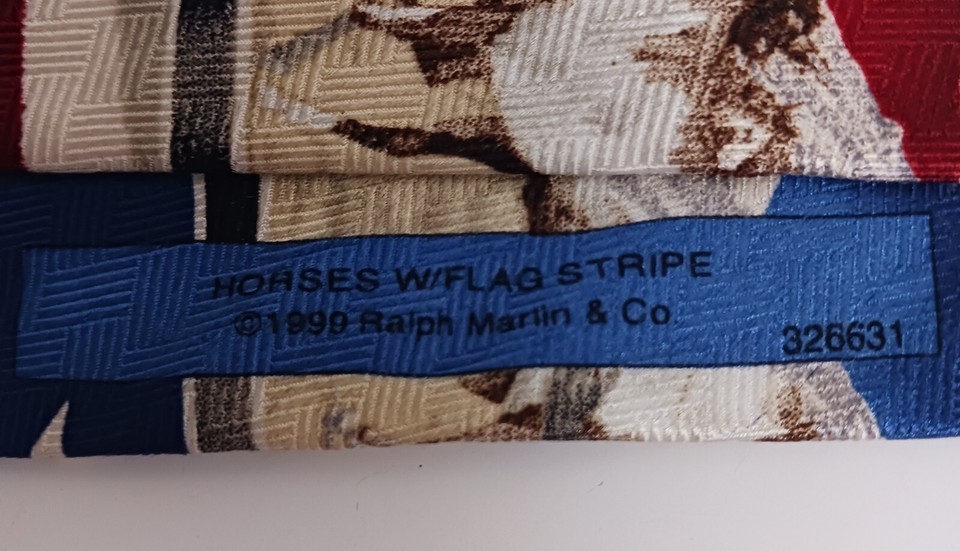 HORSES W/FLAG STRIPE
©1999 Ralph Marlin & Co.
326631